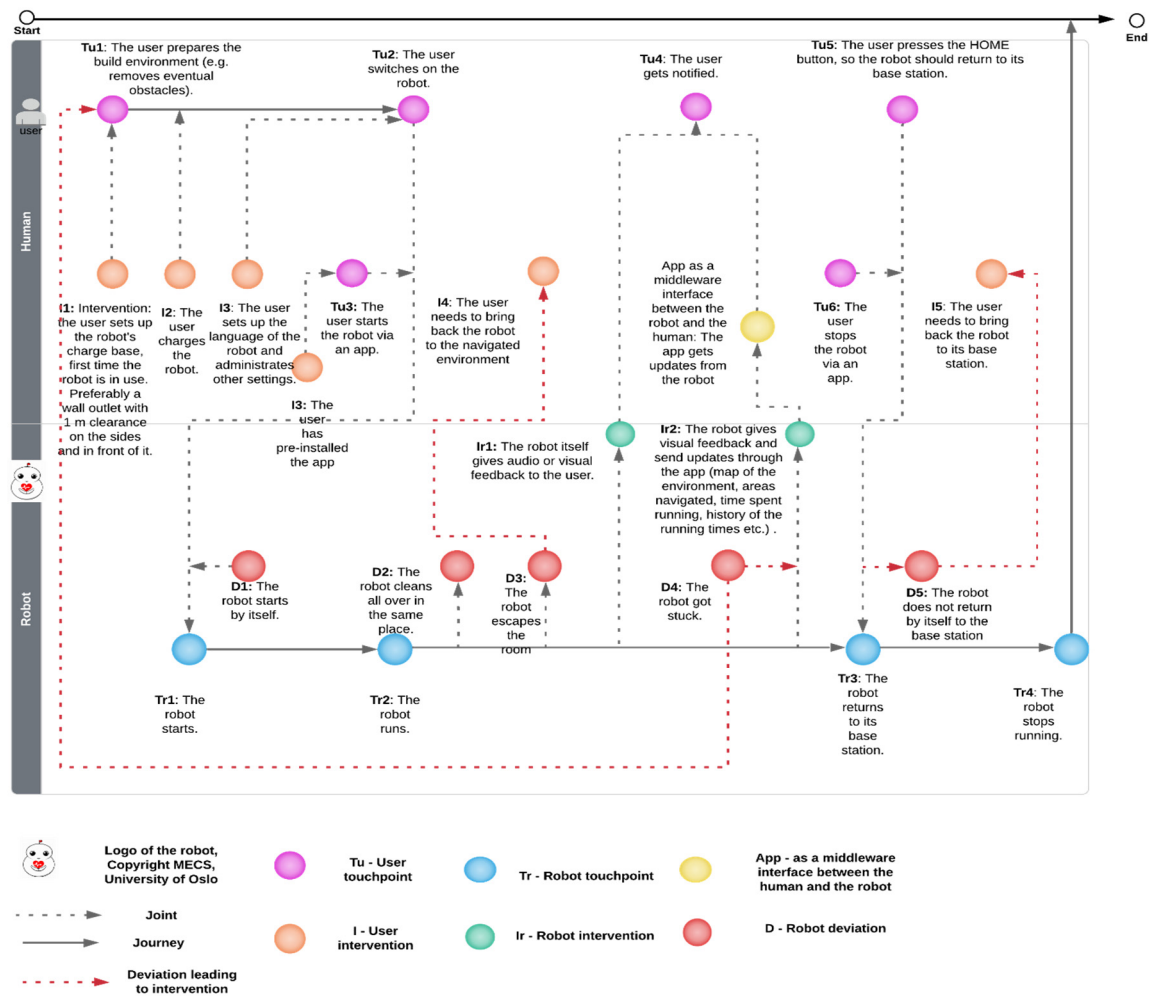 Start
End
Tu1: The user prepares the
build environment (e.g.
removes eventual
obstacles).
Tu2: The user
switches on the
robot.
Tu4: The user
gets notified.
Tu5: The user presses the HOME
button, so the robot should return to its
base station.
user
Human
I1: Intervention:
the user sets up
the robot's
charge base,
first time the
robot is in use.
Preferably a
wall outlet with
1 m clearance
on the sides
and in front of it.
I2: The
user
charges
the
robot.
I3: The user
sets up the
language of the
robot and
administrates
other settings.
Tu3: The
user starts
the robot via
an app.
I3: The
user
has
pre-installed
the app
I4: The user
needs to bring
back the robot
to the navigated
environment
App as a
middleware
interface
between the
robot and the
human: The
app gets
updates from
the robot
Tu6: The
user
stops
the robot
via an
app.
I5: The user
needs to bring
back the robot
to its base
station.
Ir1: The robot itself
gives audio or visual
feedback to the user.
Ir2: The robot gives
visual feedback and
send updates through
the app (map of the
environment, areas
navigated, time spent
running, history of the
running times etc.) .
Robot
D1: The
robot starts
by itself.
D2: The
robot cleans
all over in
the same
place.
D3:
The
robot
escapes
the
room
D4: The
robot got
stuck.
D5: The robot
does not return
by itself to the
base station
Tr1: The
robot
starts.
Tr2: The
robot
runs.
Tr3: The
robot
returns
to its
base
station.
Tr4: The
robot
stops
running.
Logo of the robot,
Copyright MECS,
University of Oslo
Tu - User
touchpoint
Tr - Robot touchpoint
App - as a middleware
interface between the
human and the robot
Joint
Journey
I - User
intervention
Ir - Robot intervention
D - Robot deviation
Deviation leading
to intervention